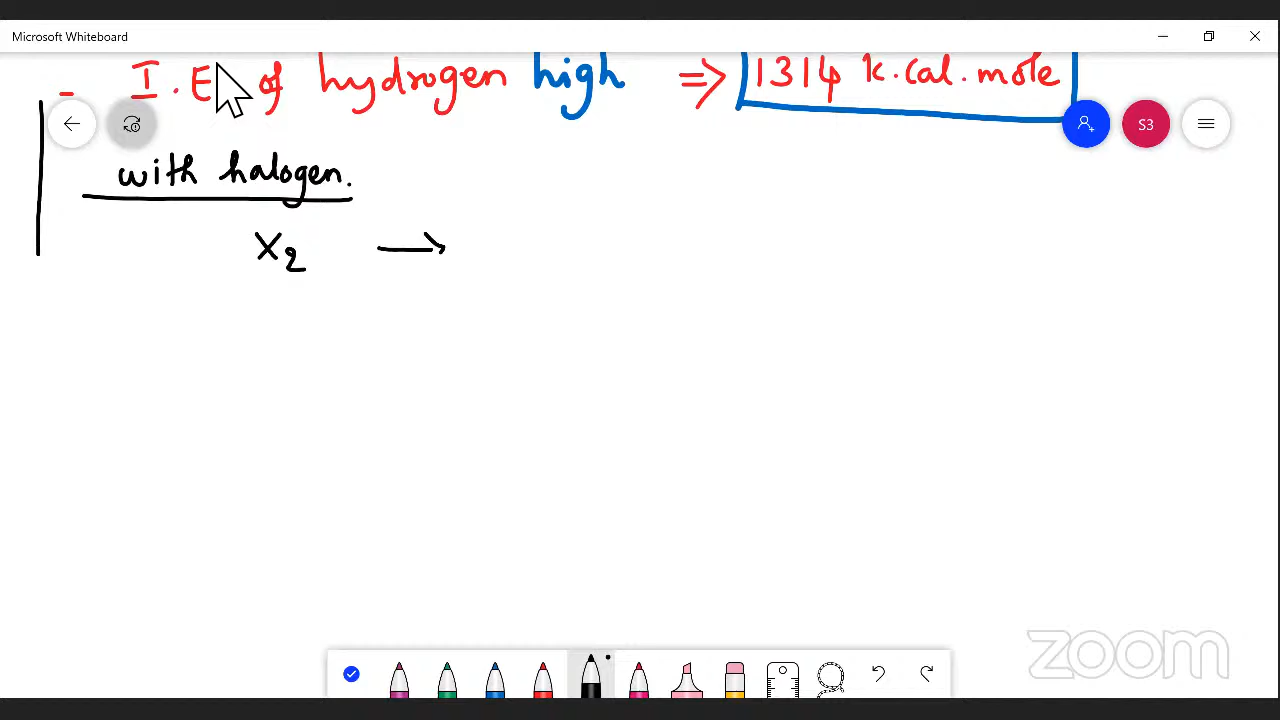 Microsoft Whiteboard
- I.E of hydrogen high ⇒ 1314 k.cal.mole
S3
with halogen.
X₂ →
zoom